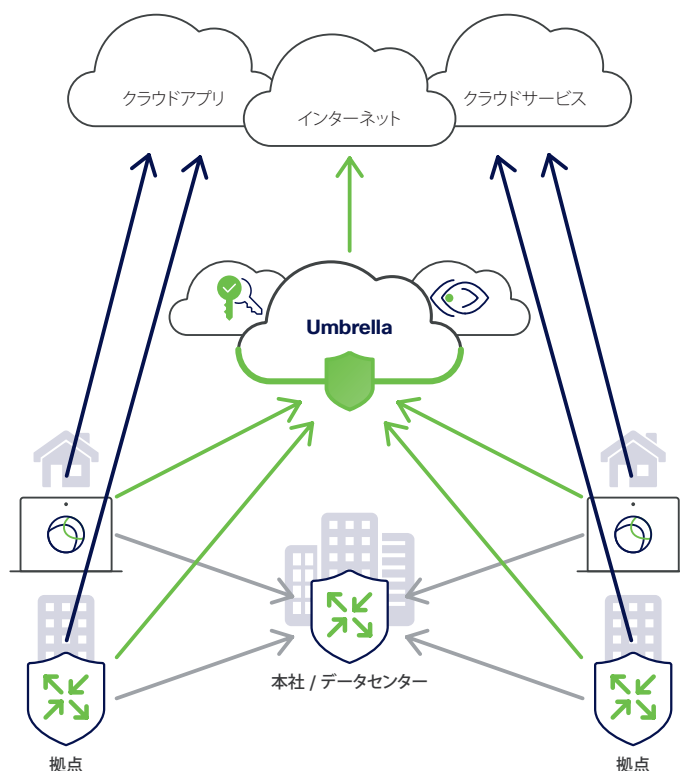 クラウドアプリ
インターネット
クラウドサービス
Umbrella
本社 / データセンター
拠点
拠点